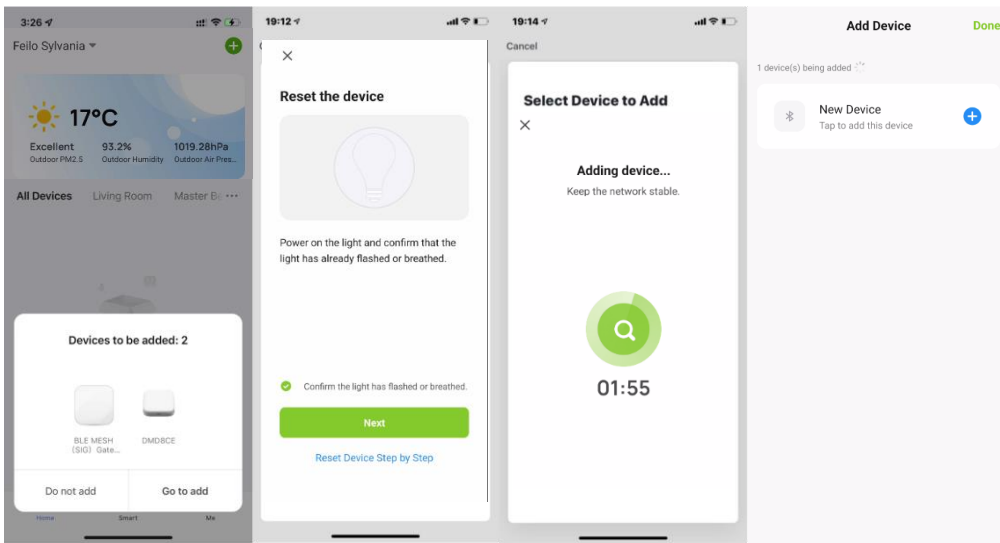 3:26
Feilo Sylvania
17°C
Excellent
93.2%
1019.28hPa
Outdoor PM2.5
Outdoor Humidity
Outdoor Air Pres...
All Devices
Living Room
Master Be
Devices to be added: 2
BLE MESH
(SIG) Gate...
DMD8CE
Do not add
Go to add
Home
Smart
Me
19:12
Reset the device
Power on the light and confirm that the
light has already flashed or breathed.
Confirm the light has flashed or breathed.
Next
Reset Device Step by Step
19:14
Cancel
Select Device to Add
Adding device...
Keep the network stable.
01:55
Add Device
Done
1 device(s) being added
New Device
Tap to add this device